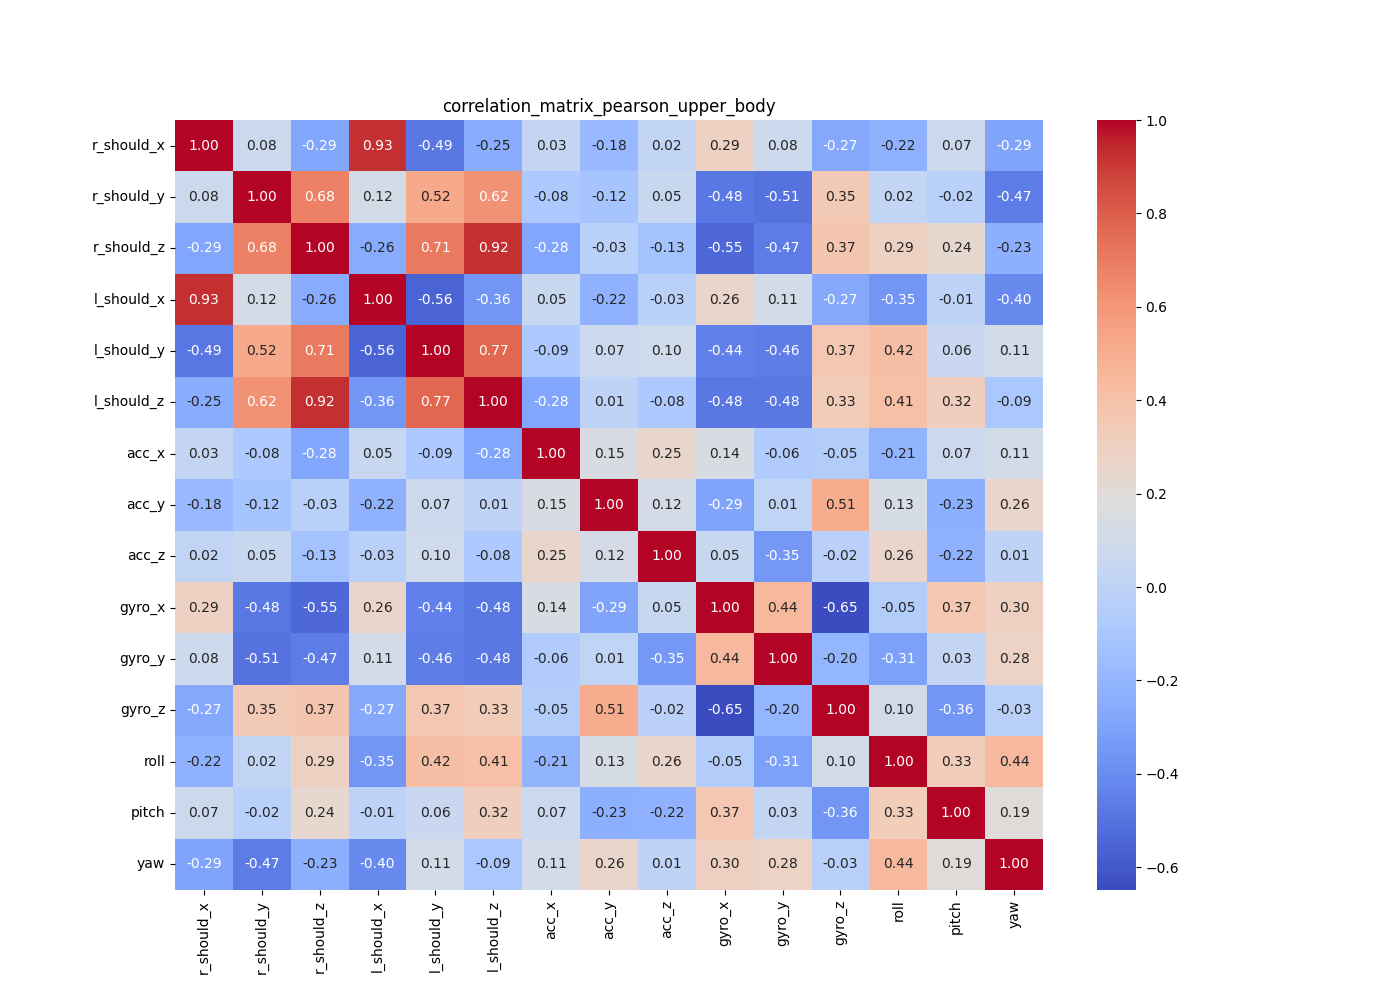 correlation_matrix_pearson_upper_body
r_should_x 1.00 0.08 -0.29 0.93 -0.49 -0.25 0.03 -0.18 0.02 0.29 0.08 -0.27 -0.22 0.07 -0.29
r_should_y 0.08 1.00 0.68 0.12 0.52 0.62 -0.08 -0.12 0.05 -0.48 -0.51 0.35 0.02 -0.02 -0.47
r_should_z -0.29 0.68 1.00 -0.26 0.71 0.92 -0.28 -0.03 -0.13 -0.55 -0.47 0.37 0.29 0.24 -0.23
l_should_x 0.93 0.12 -0.26 1.00 -0.56 -0.36 0.05 -0.22 -0.03 0.26 0.11 -0.27 -0.35 -0.01 -0.40
l_should_y -0.49 0.52 0.71 -0.56 1.00 0.77 -0.09 0.07 0.10 -0.44 -0.46 0.37 0.42 0.06 0.11
l_should_z -0.25 0.62 0.92 -0.36 0.77 1.00 -0.28 0.01 -0.08 -0.48 -0.48 0.33 0.41 0.32 -0.09
acc_x 0.03 -0.08 -0.28 0.05 -0.09 -0.28 1.00 0.15 0.25 0.14 -0.06 -0.05 -0.21 0.07 0.11
acc_y -0.18 -0.12 -0.03 -0.22 0.07 0.01 0.15 1.00 0.12 -0.29 0.01 0.51 0.13 -0.23 0.26
acc_z 0.02 0.05 -0.13 -0.03 0.10 -0.08 0.25 0.12 1.00 0.05 -0.35 -0.02 0.26 -0.22 0.01
gyro_x 0.29 -0.48 -0.55 0.26 -0.44 -0.48 0.14 -0.29 0.05 1.00 0.44 -0.65 -0.05 0.37 0.30
gyro_y 0.08 -0.51 -0.47 0.11 -0.46 -0.48 -0.06 0.01 -0.35 0.44 1.00 -0.20 -0.31 0.03 0.28
gyro_z -0.27 0.35 0.37 -0.27 0.37 0.33 -0.05 0.51 -0.02 -0.65 -0.20 1.00 0.10 -0.36 -0.03
roll -0.22 0.02 0.29 -0.35 0.42 0.41 -0.21 0.13 0.26 -0.05 -0.31 0.10 1.00 0.33 0.44
pitch 0.07 -0.02 0.24 -0.01 0.06 0.32 0.07 -0.23 -0.22 0.37 0.03 -0.36 0.33 1.00 0.19
yaw -0.29 -0.47 -0.23 -0.40 0.11 -0.09 0.11 0.26 0.01 0.30 0.28 -0.03 0.44 0.19 1.00
r_should_x r_should_y r_should_z l_should_x l_should_y l_should_z acc_x acc_y acc_z gyro_x gyro_y gyro_z roll pitch yaw
1.0
0.8
0.6
0.4
0.2
0.0
−0.2
−0.4
−0.6